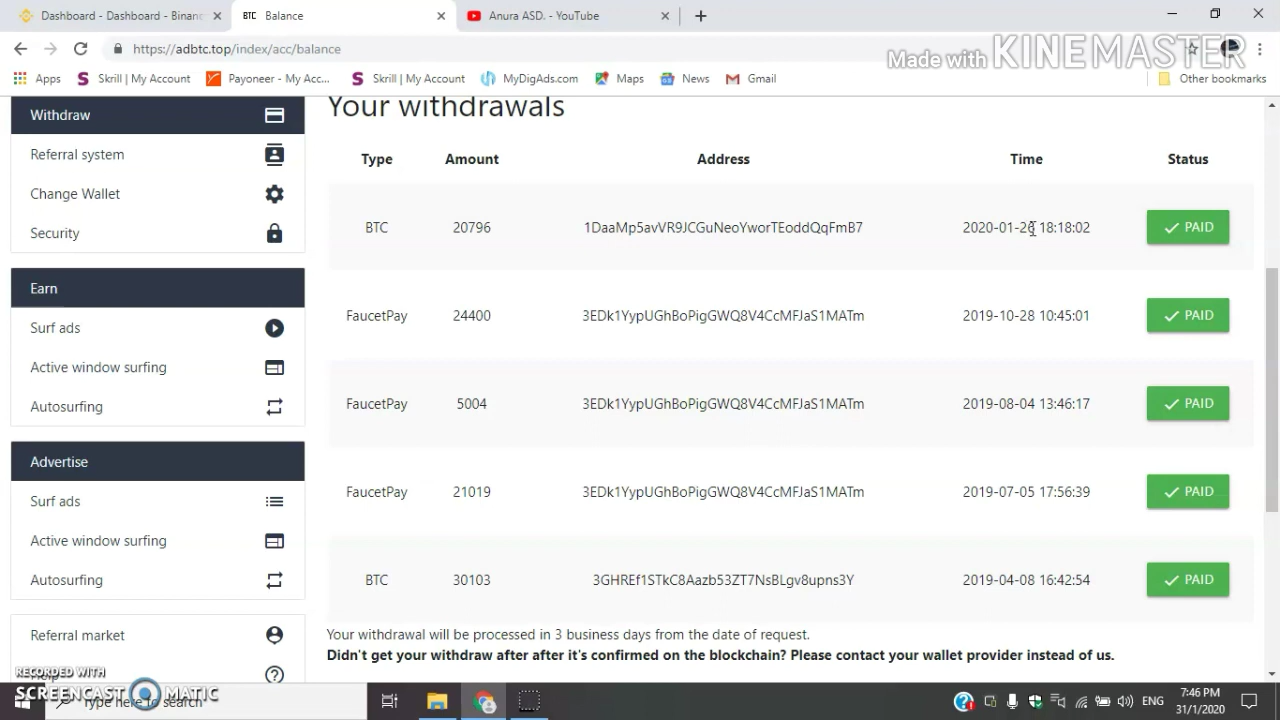 Dashboard - Dashboard - Binanc
BTC Balance
Anura ASD. - YouTube
https://adbtc.top/index/acc/balance
Made with KINEMASTER
Apps
Skrill | My Account
Payoneer - My Acc...
Skrill | My Account
MyDigAds.com
Maps
News
Gmail
Other bookmarks
Withdraw
Referral system
Change Wallet
Security
Earn
Surf ads
Active window surfing
Autosurfing
Advertise
Surf ads
Active window surfing
Autosurfing
Referral market
Your withdrawals
Type Amount Address Time Status
BTC 20796 1DaaMp5avVR9JCGuNeoYworTEoddQqFmB7 2020-01-26 18:18:02 PAID
FaucetPay 24400 3EDk1YypUGhBoPigGWQ8V4CcMFJaS1MATm 2019-10-28 10:45:01 PAID
FaucetPay 5004 3EDk1YypUGhBoPigGWQ8V4CcMFJaS1MATm 2019-08-04 13:46:17 PAID
FaucetPay 21019 3EDk1YypUGhBoPigGWQ8V4CcMFJaS1MATm 2019-07-05 17:56:39 PAID
BTC 30103 3GHREf1STkC8Aazb53ZT7NsBLgv8upns3Y 2019-04-08 16:42:54 PAID
Your withdrawal will be processed in 3 business days from the date of request.
Didn't get your withdraw after after it's confirmed on the blockchain? Please contact your wallet provider instead of us.
RECORDED WITH
SCREENCAST MATIC
Type here to search
ENG
7:46 PM
31/1/2020